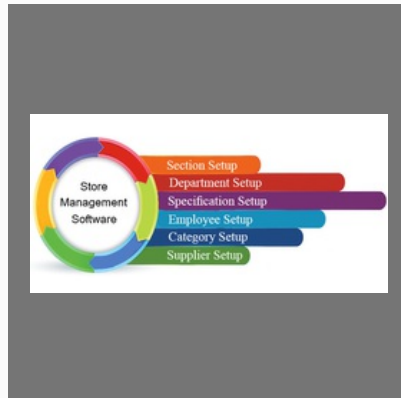 Store
Management
Software
Section Setup
Department Setup
Specification Setup
Employee Setup
Category Setup
Supplier Setup